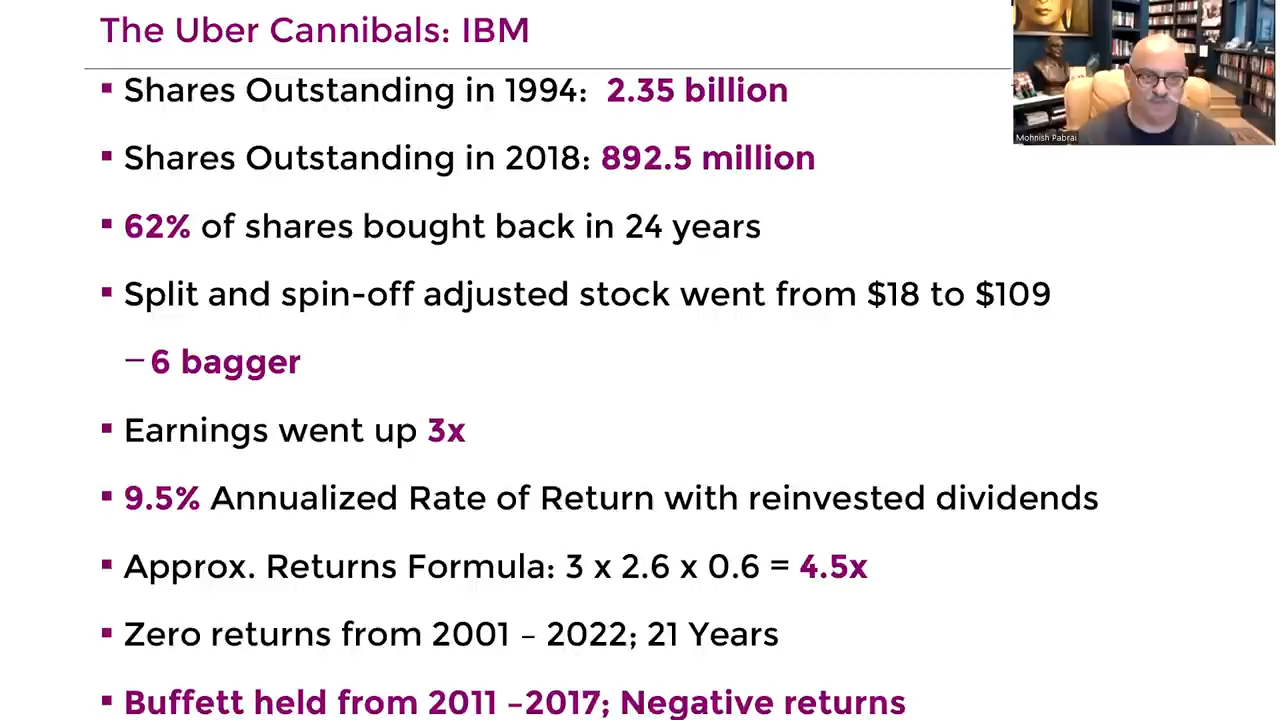 The Uber Cannibals: IBM
▪ Shares Outstanding in 1994: 2.35 billion
▪ Shares Outstanding in 2018: 892.5 million
▪ 62% of shares bought back in 24 years
▪ Split and spin-off adjusted stock went from $18 to $109
– 6 bagger
▪ Earnings went up 3x
▪ 9.5% Annualized Rate of Return with reinvested dividends
▪ Approx. Returns Formula: 3 x 2.6 x 0.6 = 4.5x
▪ Zero returns from 2001 – 2022; 21 Years
▪ Buffett held from 2011 –2017; Negative returns
Mohnish Pabrai